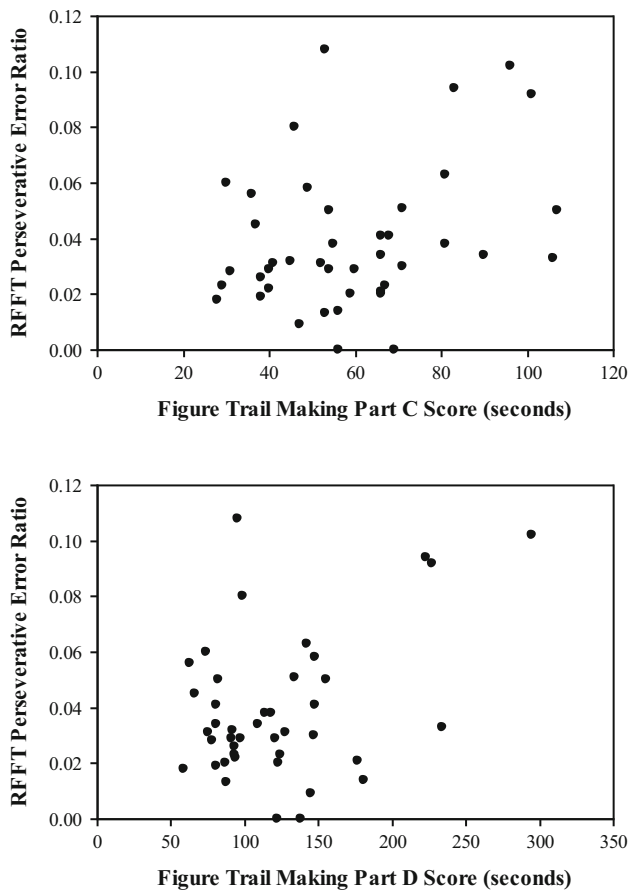 0.12
0.10
0.08
0.06
0.04
0.02
0.00
RFFT Perseverative Error Ratio
0 20 40 60 80 100 120
Figure Trail Making Part C Score (seconds)
0.12
0.10
0.08
0.06
0.04
0.02
0.00
RFFT Perseverative Error Ratio
0 50 100 150 200 250 300 350
Figure Trail Making Part D Score (seconds)